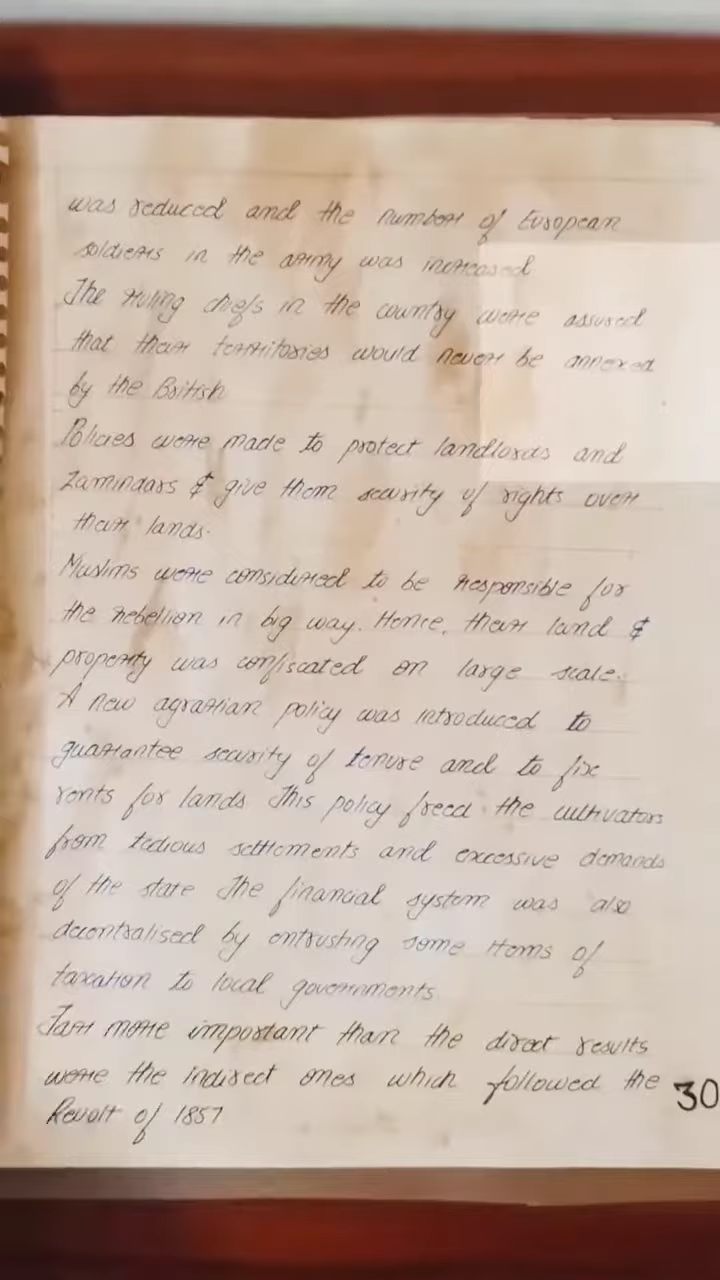 was reduced and the number of European
soldiers in the army was increased
The ruling chiefs in the country were assured
that their territories would never be annexed
by the British
Policies were made to protect landlords and
Zamindars & give them security of rights over
their lands.
Muslims were considered to be responsible for
the rebellion in big way. Hence, their land &
property was confiscated on large scale.
A new agrarian policy was introduced to
guarantee security of tenure and to fix
rents for lands This policy freed the cultivators
from tedious settlements and excessive demands
of the state The financial system was also
decentralised by entrusting some items of
taxation to local governments
Far more important than the direct results
were the indirect ones which followed the
Revolt of 1857
30